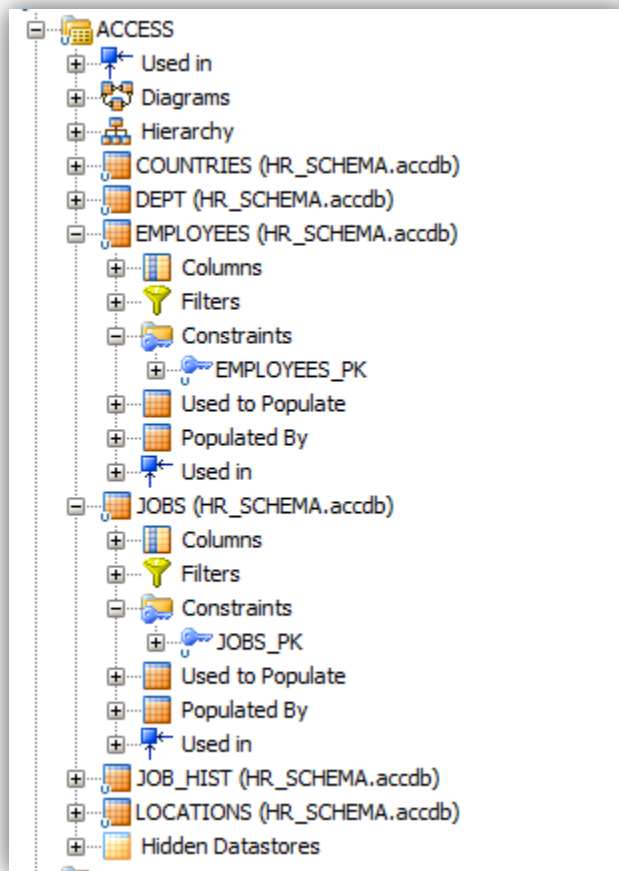 ACCESS
Used in
Diagrams
Hierarchy
COUNTRIES (HR_SCHEMA.accdb)
DEPT (HR_SCHEMA.accdb)
EMPLOYEES (HR_SCHEMA.accdb)
Columns
Filters
Constraints
EMPLOYEES_PK
Used to Populate
Populated By
Used in
JOBS (HR_SCHEMA.accdb)
Columns
Filters
Constraints
JOBS_PK
Used to Populate
Populated By
Used in
JOB_HIST (HR_SCHEMA.accdb)
LOCATIONS (HR_SCHEMA.accdb)
Hidden Datastores